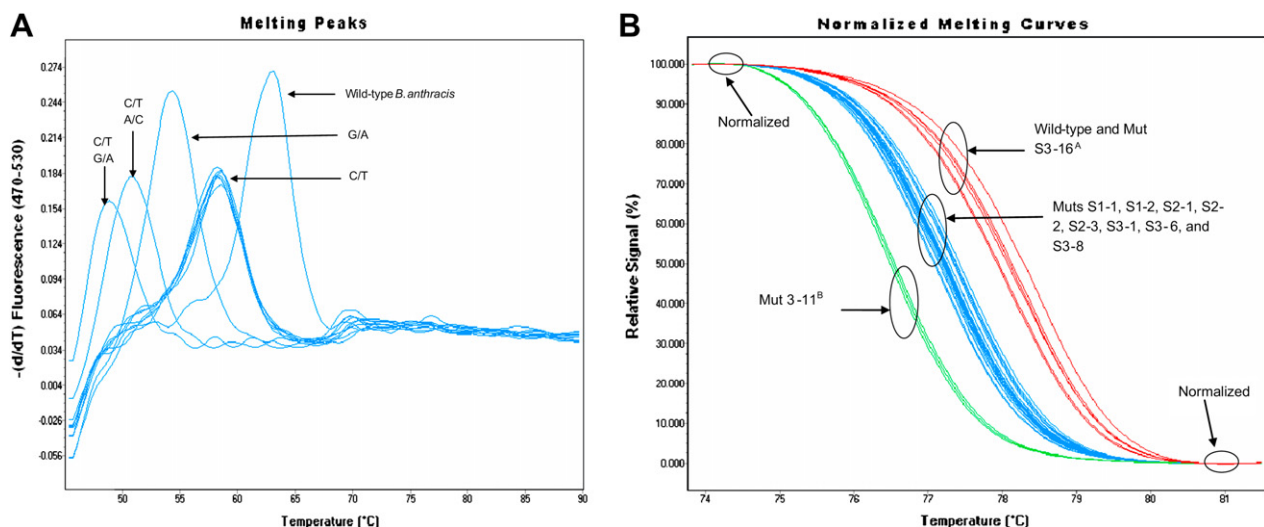 A
Melting Peaks
-(d/dT) Fluorescence (470-530)
0.274
0.244
0.214
0.184
0.154
0.124
0.094
0.064
0.034
0.004
-0.026
-0.056
C/T
G/A
C/T
A/C
Wild-type B. anthracis
G/A
C/T
50
55
60
65
70
75
80
85
90
Temperature (°C)
B
Normalized Melting Curves
Relative Signal (%)
100.000
90.000
80.000
70.000
60.000
50.000
40.000
30.000
20.000
10.000
0.000
Normalized
Wild-type and Mut
S3-16A
Muts S1-1, S1-2, S2-1, S2-
2, S2-3, S3-1, S3-6, and
S3-8
Mut 3-11B
Normalized
74
75
76
77
78
79
80
81
Temperature (°C)